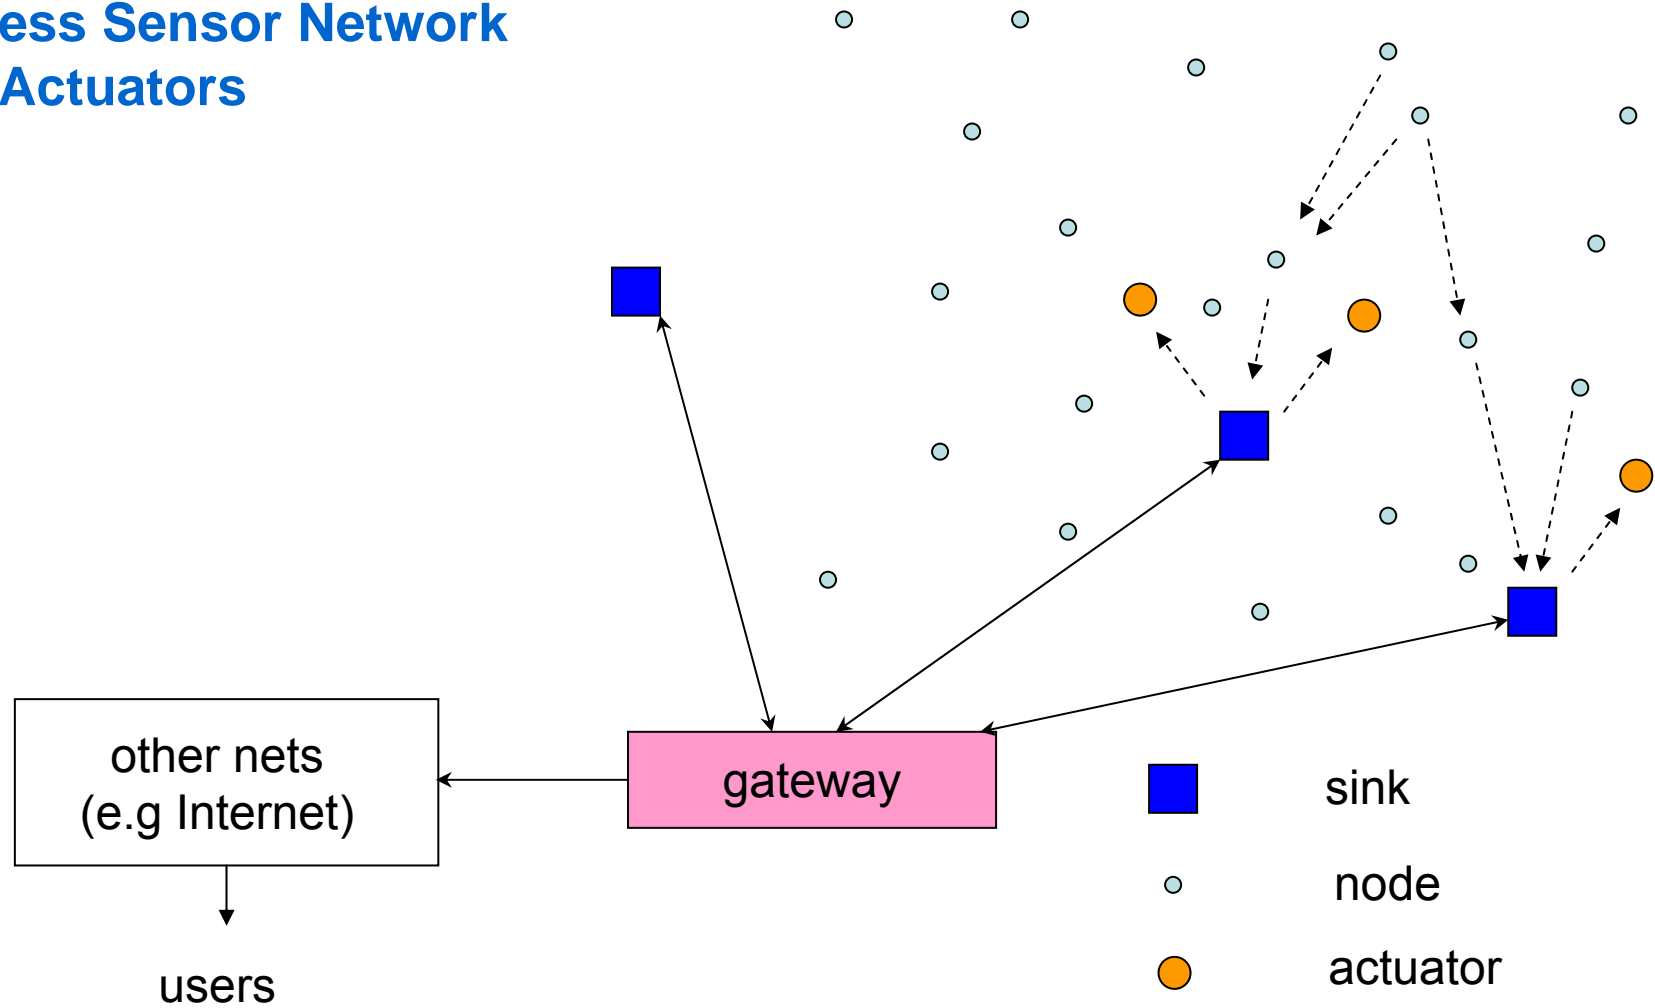 ess Sensor Network
Actuators
other nets
(e.g Internet)
gateway
users
sink
node
actuator